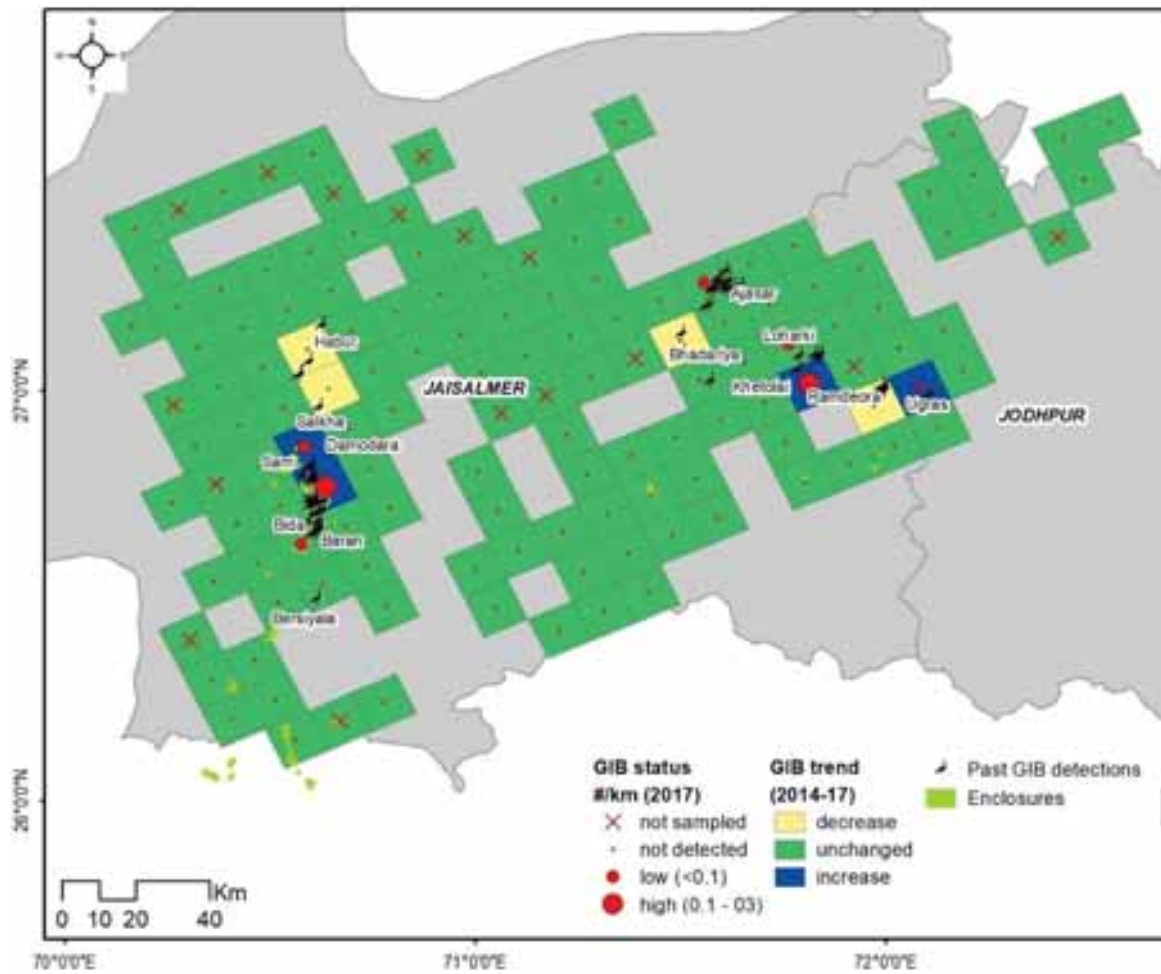 N
S
Habur
JAISALMER
Salkha
Damodara
Sam
Bida
Baran
Bersiyala
Ajasar
Bhadariya
Loharki
Khetolai
Ramdeora
Ugras
JODHPUR
27°0'0"N
26°0'0"N
GIB status
#/km (2017)
not sampled
not detected
low (<0.1)
high (0.1 - 03)
GIB trend
(2014-17)
decrease
unchanged
increase
Past GIB detections
Enclosures
Km
0 10 20 40
70°0'0"E
71°0'0"E
72°0'0"E